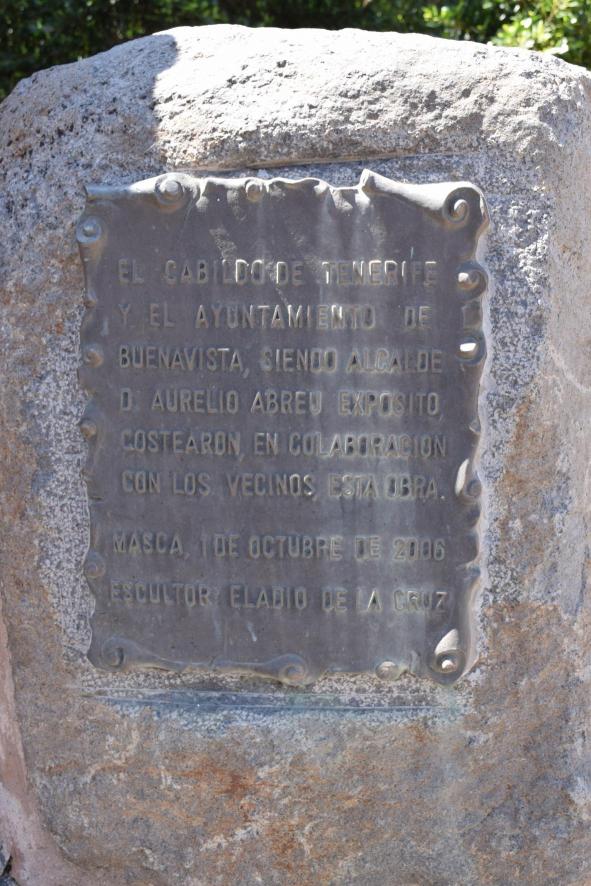 EL CABILDO DE TENERIFE
Y EL AYUNTAMIENTO DE
BUENAVISTA, SIENDO ALCALDE
D. AURELIO ABREU EXPOSITO,
COSTEARON, EN COLABORACION
CON LOS VECINOS, ESTA OBRA.
MASCA, 1 DE OCTUBRE DE 2006
ESCULTOR: ELADIO DE LA CRUZ